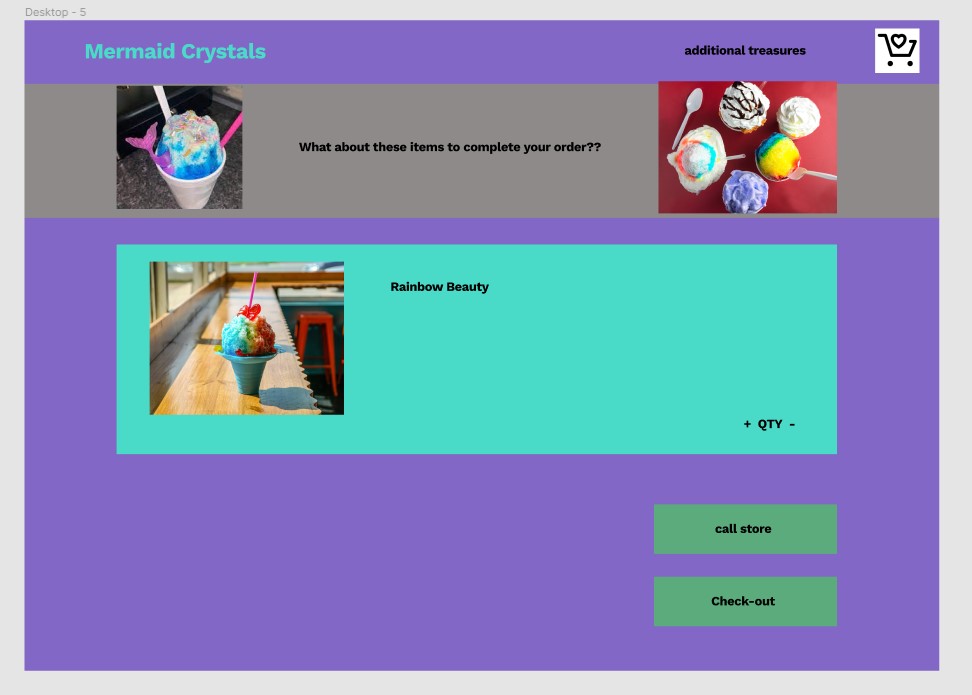 Desktop - 5
Mermaid Crystals
additional treasures
What about these items to complete your order??
Rainbow Beauty
+ QTY -
call store
Check-out